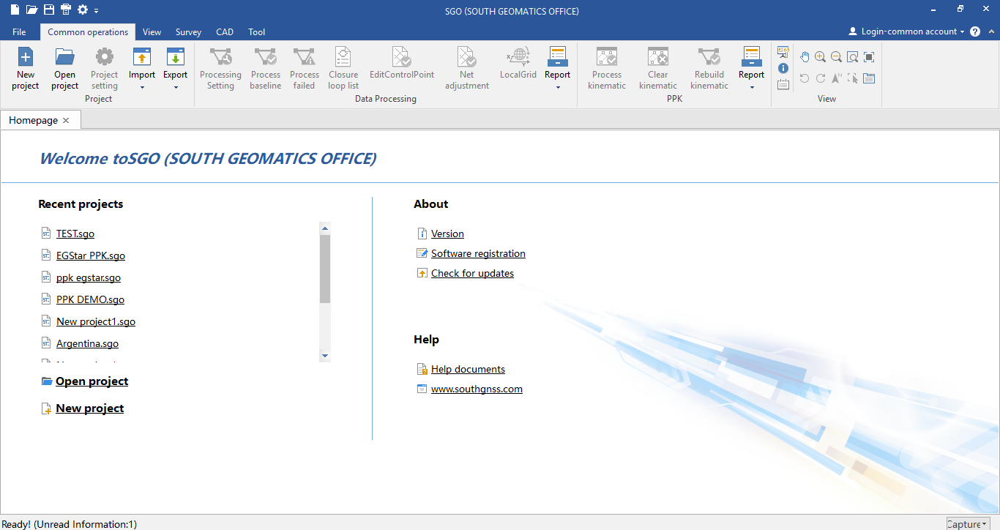 SGO (SOUTH GEOMATICS OFFICE)
File Common operations View Survey CAD Tool Login-common account
New project
Open project
Project setting
Import
Export
Project
Processing Setting
Process baseline
Process failed
Closure loop list
EditControlPoint
Net adjustment
LocalGrid
Report
Data Processing
Process kinematic
Clear kinematic
Rebuild kinematic
Report
PPK
View
Homepage
Welcome toSGO (SOUTH GEOMATICS OFFICE)
Recent projects
TEST.sgo
EGStar PPK.sgo
ppk egstar.sgo
PPK DEMO.sgo
New project1.sgo
Argentina.sgo
Open project
New project
About
Version
Software registration
Check for updates
Help
Help documents
www.southgnss.com
Ready! (Unread Information:1)
Capture